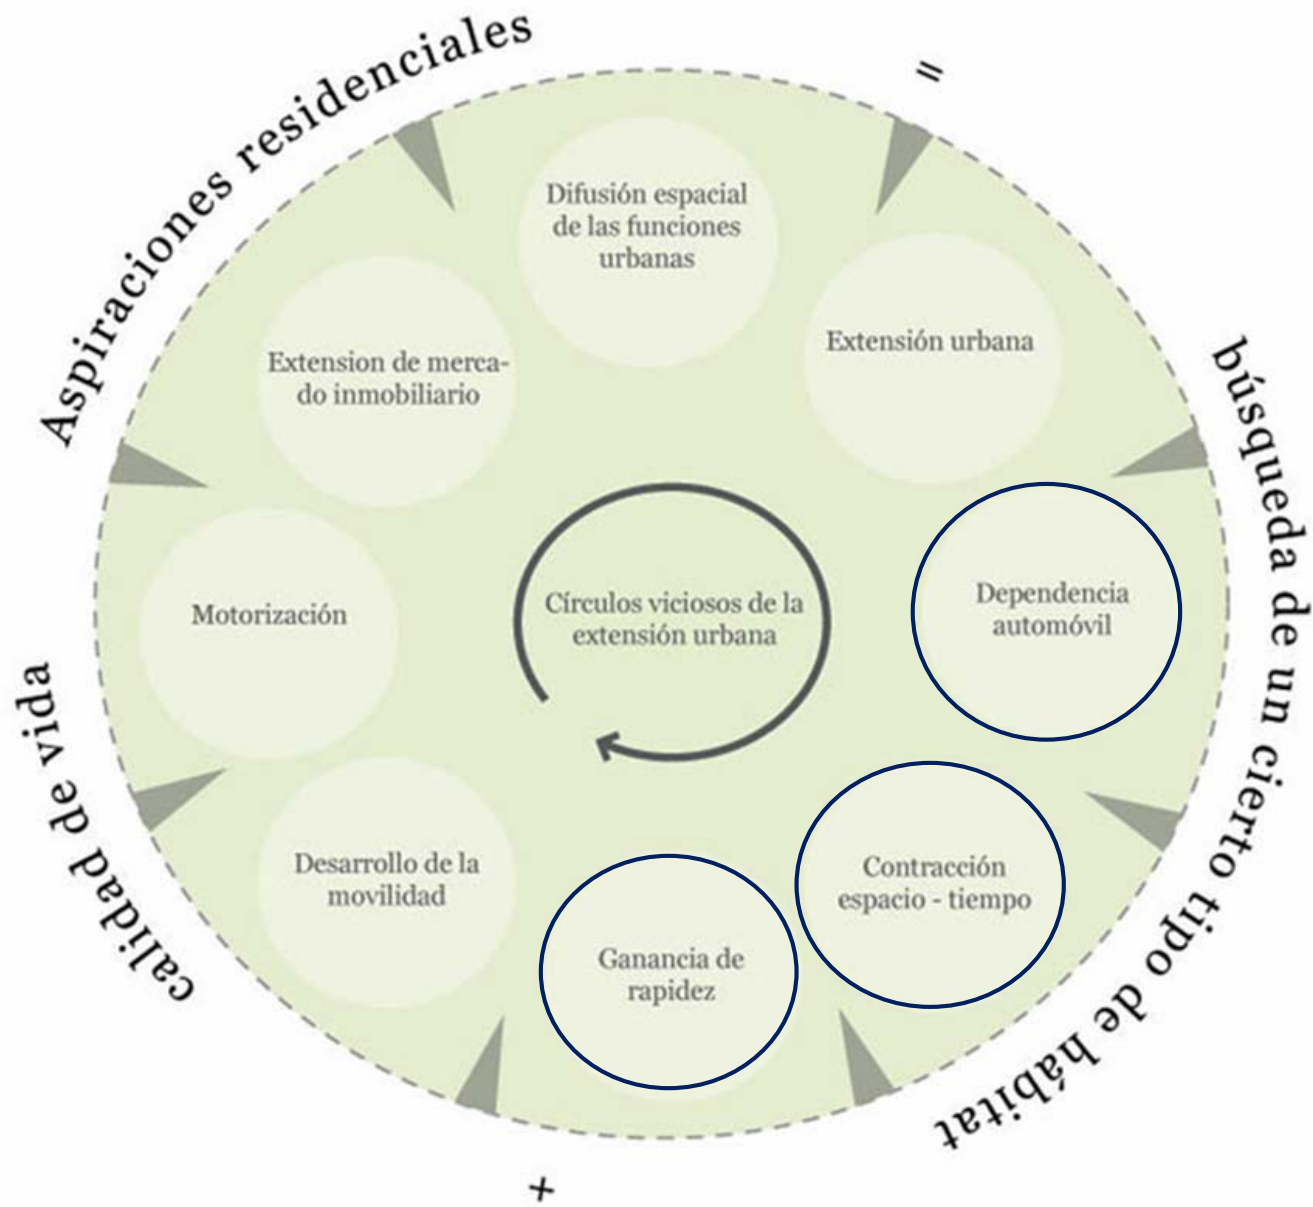 Aspiraciones residenciales
=
búsqueda de un cierto tipo de hábitat
+
calidad de vida
Difusión espacial
de las funciones
urbanas
Extensión urbana
Dependencia
automóvil
Contracción
espacio - tiempo
Ganancia de
rapidez
Desarrollo de la
movilidad
Motorización
Extension de merca-
do inmobiliario
Círculos viciosos de la
extensión urbana